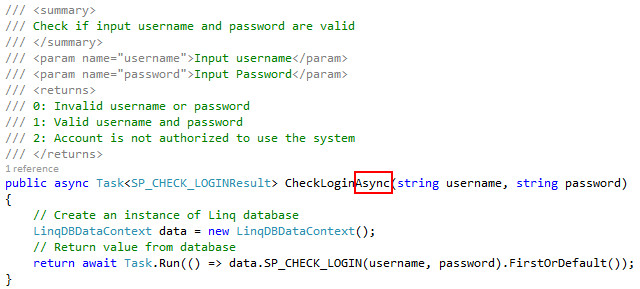 /// <summary>
/// Check if input username and password are valid
/// </summary>
/// <param name="username">Input username</param>
/// <param name="password">Input Password</param>
/// <returns>
/// 0: Invalid username or password
/// 1: Valid username and password
/// 2: Account is not authorized to use the system
/// </returns>
1 reference
public async Task<SP_CHECK_LOGINResult> CheckLoginAsync(string username, string password)
{
    // Create an instance of Linq database
    LinqDBDataContext data = new LinqDBDataContext();
    // Return value from database
    return await Task.Run(() => data.SP_CHECK_LOGIN(username, password).FirstOrDefault());
}